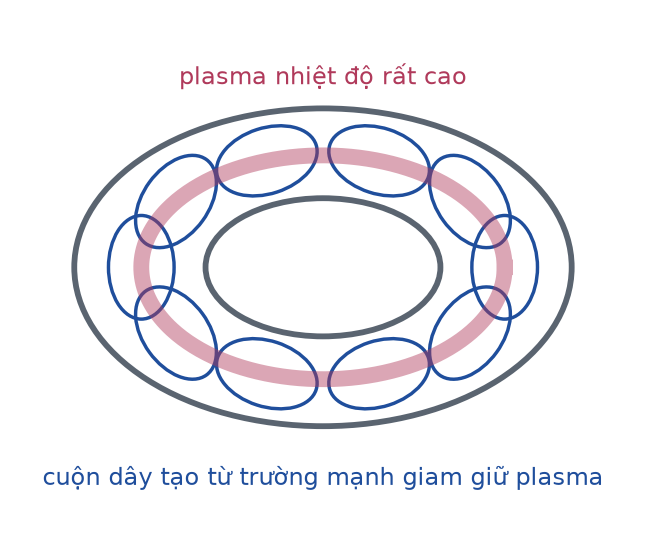 plasma nhiệt độ rất cao
cuộn dây tạo từ trường mạnh giam giữ plasma